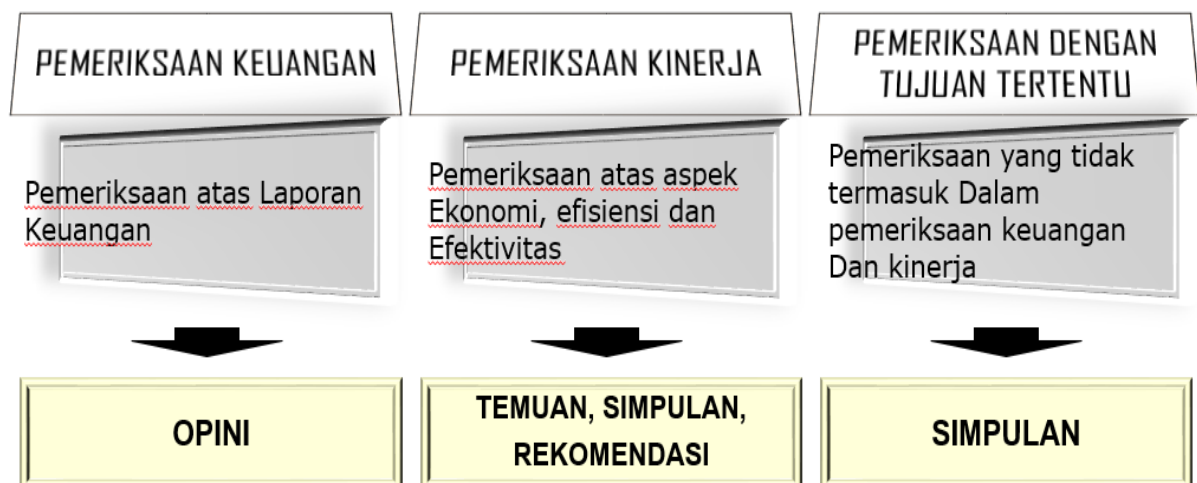 PEMERIKSAAN KEUANGAN
Pemeriksaan atas Laporan
Keuangan
OPINI
PEMERIKSAAN KINERJA
Pemeriksaan atas aspek
Ekonomi, efisiensi dan
Efektivitas
TEMUAN, SIMPULAN,
REKOMENDASI
PEMERIKSAAN DENGAN
TUJUAN TERTENTU
Pemeriksaan yang tidak
termasuk Dalam
pemeriksaan keuangan
Dan kinerja
SIMPULAN